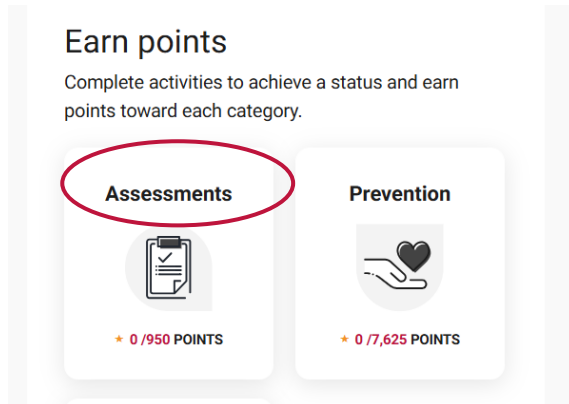 Earn points
Complete activities to achieve a status and earn
points toward each category.
Assessments
Prevention
0 /950 POINTS
0 /7,625 POINTS